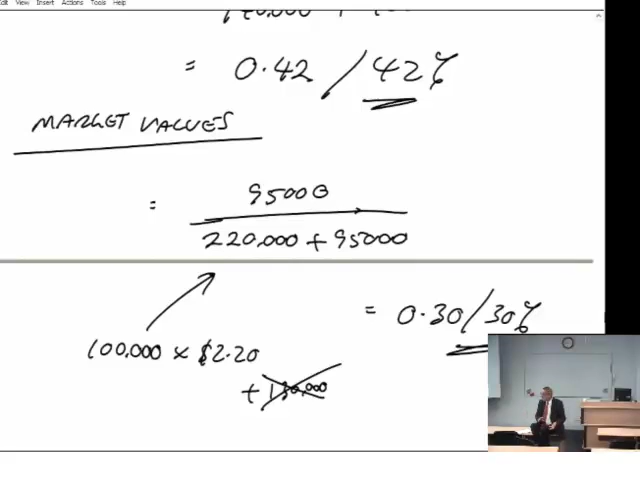 Edit View Insert Actions Tools Help
= 0.42 / 42%
MARKET VALUES
= 95000
220,000 + 95000
= 0.30/30%
100,000 x $2.20
+